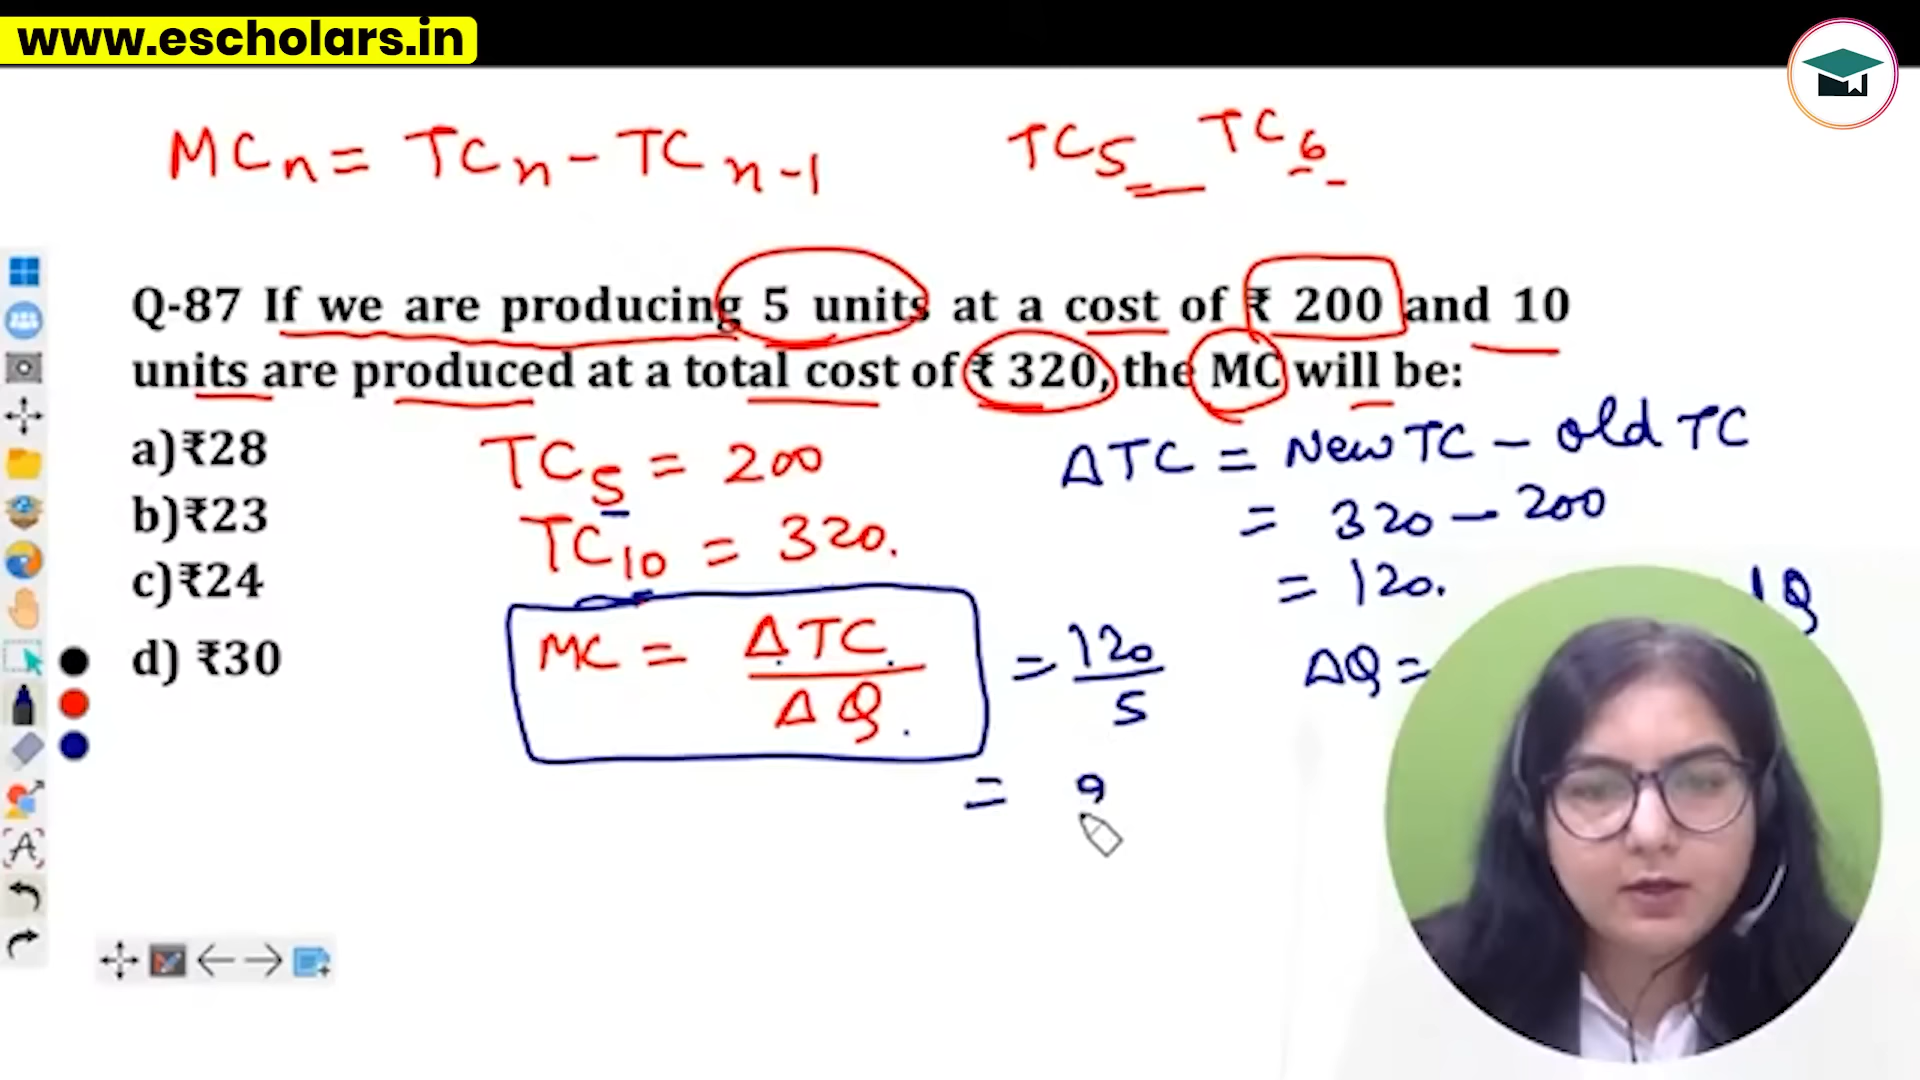 www.escholars.in
MCn = TCn - TCn-1
TC5 TC6
Q-87 If we are producing 5 units at a cost of ₹ 200 and 10
units are produced at a total cost of ₹ 320, the MC will be:
a)₹28
b)₹23
c)₹24
d) ₹30
TC5 = 200
TC10 = 320.
MC = ΔTC / ΔQ = 120 / 5
=
ΔTC = New TC - old TC
= 320 - 200
= 120.
ΔQ =